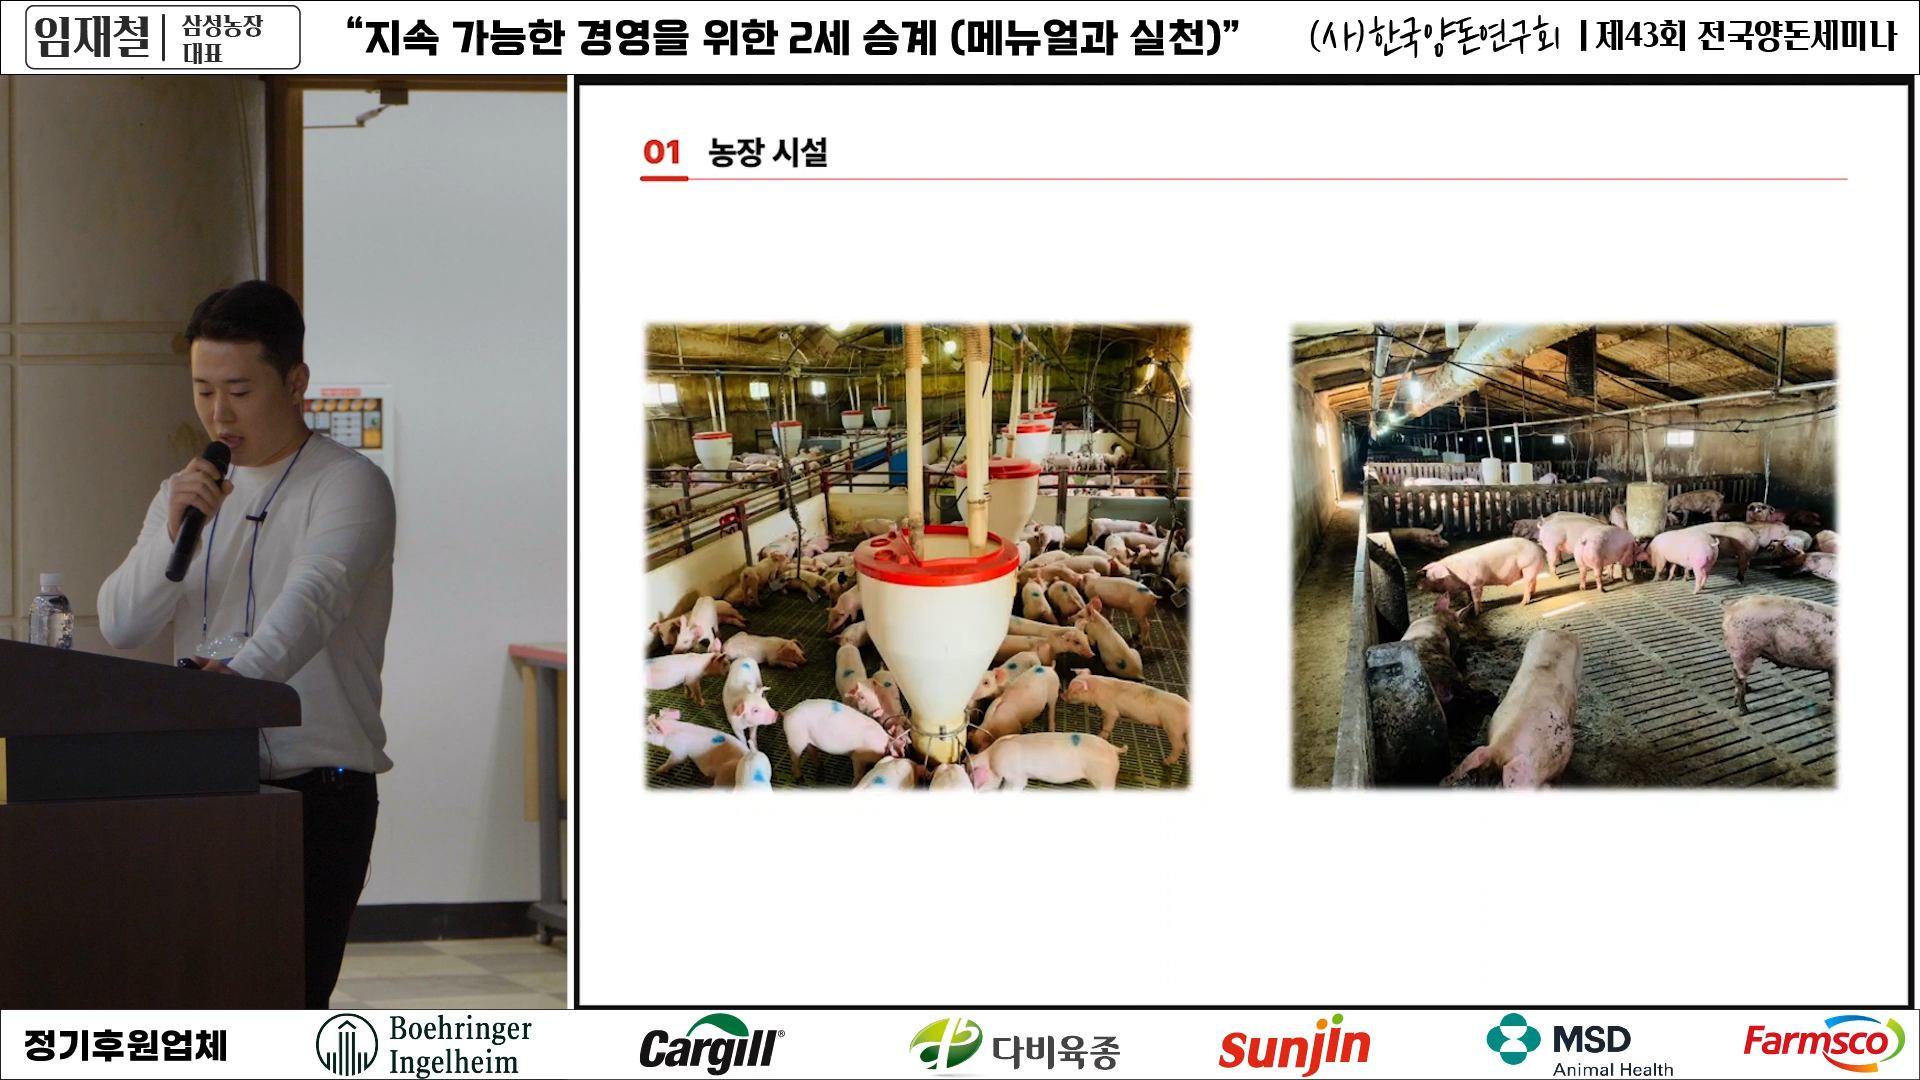 임재철
삼성농장
대표
“지속 가능한 경영을 위한 2세 승계 (메뉴얼과 실천)”
(사)한국양돈연구회 | 제43회 전국양돈세미나
01 농장 시설
정기후원업체
Boehringer
Ingelheim
Cargill®
다비육종
sunjin
MSD
Animal Health
Farmsco